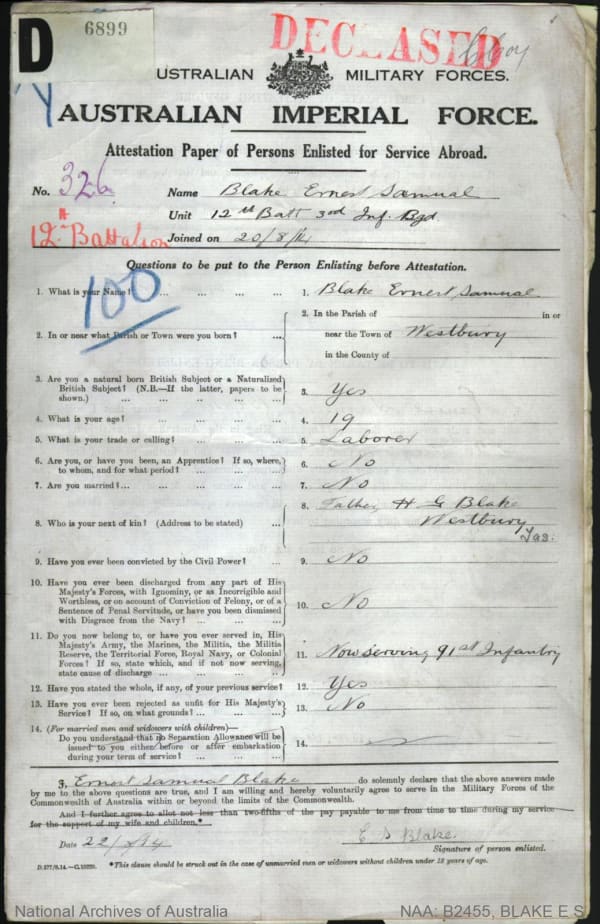 D
6899
DECEASED
USTRALIAN MILITARY FORCES.
AUSTRALIAN IMPERIAL FORCE.
Attestation Paper of Persons Enlisted for Service Abroad.
No. 326
Name Blake Ernest Samual
Unit 12th Batt 3rd Inf. Bgd.
12th Battalion
Joined on 20/8/14
Questions to be put to the Person Enlisting before Attestation.
100
1. What is your Name? ... ... ... ... 1. Blake Ernest Samual
2. In or near what Parish or Town were you born? ... 2. In the Parish of in or
near the Town of Westbury
in the County of
3. Are you a natural born British Subject or a Naturalized
British Subject? (N.B.—If the latter, papers to be
shown.) ... ... ... ... ... 3. Yes
4. What is your age? ... ... ... ... 4. 19
5. What is your trade or calling? ... ... ... 5. Laborer
6. Are you, or have you been, an Apprentice? If so, where,
to whom, and for what period? ... ... ... 6. No
7. Are you married?... ... ... ... ... 7. No
8. Who is your next of kin? (Address to be stated) ... 8. Father, H G Blake
Westbury
Tas.
9. Have you ever been convicted by the Civil Power? ... 9. No
10. Have you ever been discharged from any part of His
Majesty's Forces, with Ignominy, or as Incorrigible and
Worthless, or on account of Conviction of Felony, or of a
Sentence of Penal Servitude, or have you been dismissed
with Disgrace from the Navy? ... ... ... 10. No
11. Do you now belong to, or have you ever served in, His
Majesty's Army, the Marines, the Militia, the Militia
Reserve, the Territorial Force, Royal Navy, or Colonial
Forces? If so, state which, and if not now serving,
state cause of discharge ... ... ... ... 11. Now serving 91st Infantry
12. Have you stated the whole, if any, of your previous service? 12. Yes
13. Have you ever been rejected as unfit for His Majesty's
Service? If so, on what grounds? ... ... ... 13. No
14. (For married men and widowers with children)—
Do you understand that no Separation Allowance will be
issued to you either before or after embarkation
during your term of service? ... ... ... 14.
I, Ernest Samual Blake do solemnly declare that the above answers made
by me to the above questions are true, and I am willing and hereby voluntarily agree to serve in the Military Forces of the
Commonwealth of Australia within or beyond the limits of the Commonwealth.
And I further agree to allot not less than two-fifths of the pay payable to me from time to time during my service
for the support of my wife and children.*
Date 22/8/14
E S Blake.
Signature of person enlisted.
*This clause should be struck out in the case of unmarried men or widowers without children under 18 years of age.
National Archives of Australia
NAA: B2455, BLAKE E S